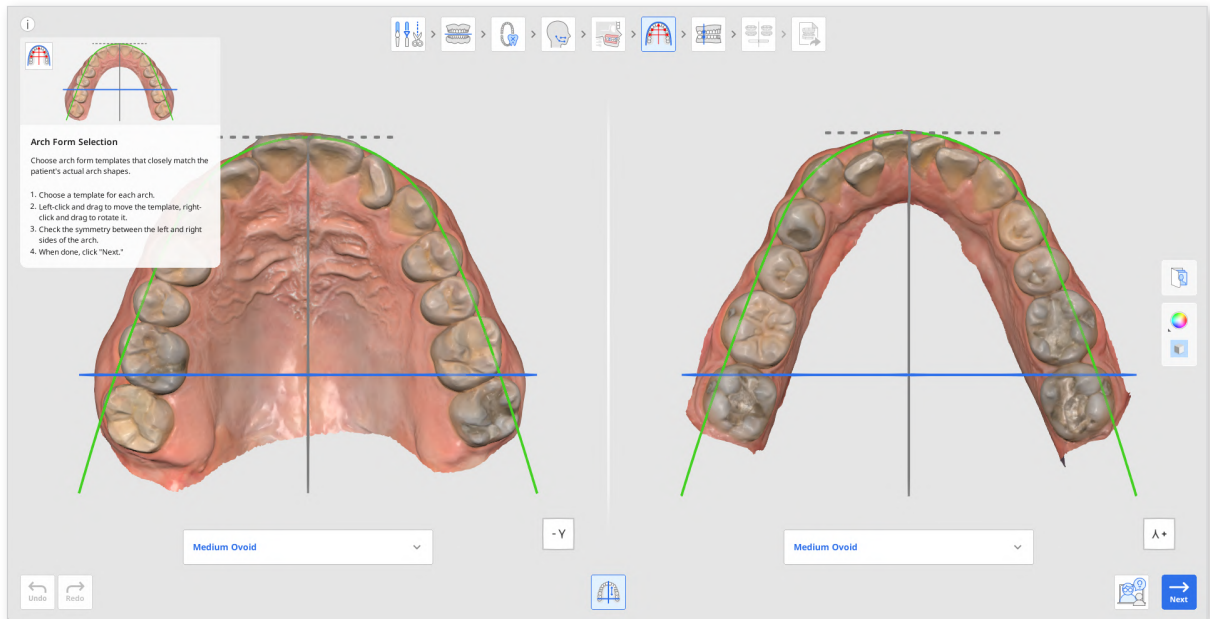 Arch Form Selection
Choose arch form templates that closely match the
patient's actual arch shapes.
1. Choose a template for each arch.
2. Left-click and drag to move the template, right-
click and drag to rotate it.
3. Check the symmetry between the left and right
sides of the arch.
4. When done, click "Next."
Medium Ovoid
- Y
Medium Ovoid
Undo
Redo
Next